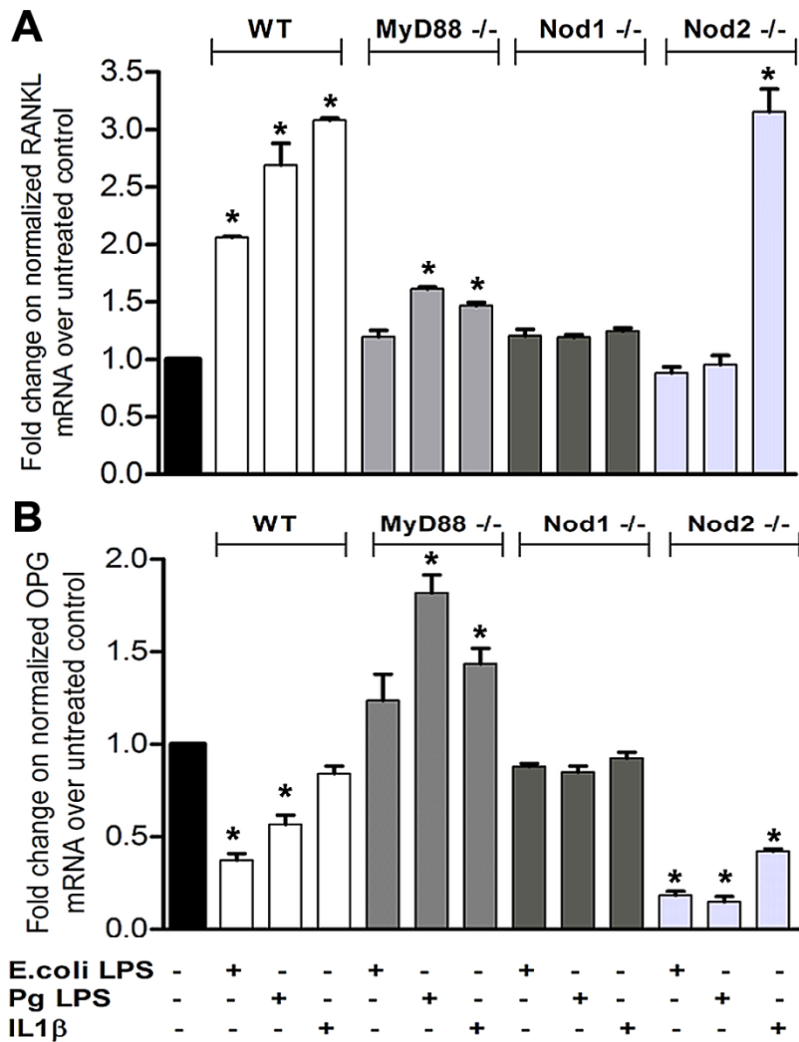 A
WT MyD88 -/- Nod1 -/- Nod2 -/-
Fold change on normalized RANKL
mRNA over untreated control
3.5
3.0
2.5
2.0
1.5
1.0
0.5
0.0
* * * * * *
B
WT MyD88 -/- Nod1 -/- Nod2 -/-
Fold change on normalized OPG
mRNA over untreated control
2.0
1.5
1.0
0.5
0.0
* * * * * * *
E.coli LPS - + - - + - - + - - + - -
Pg LPS - - + - - + - - + - - + -
IL1β - - - + - - + - - + - - +